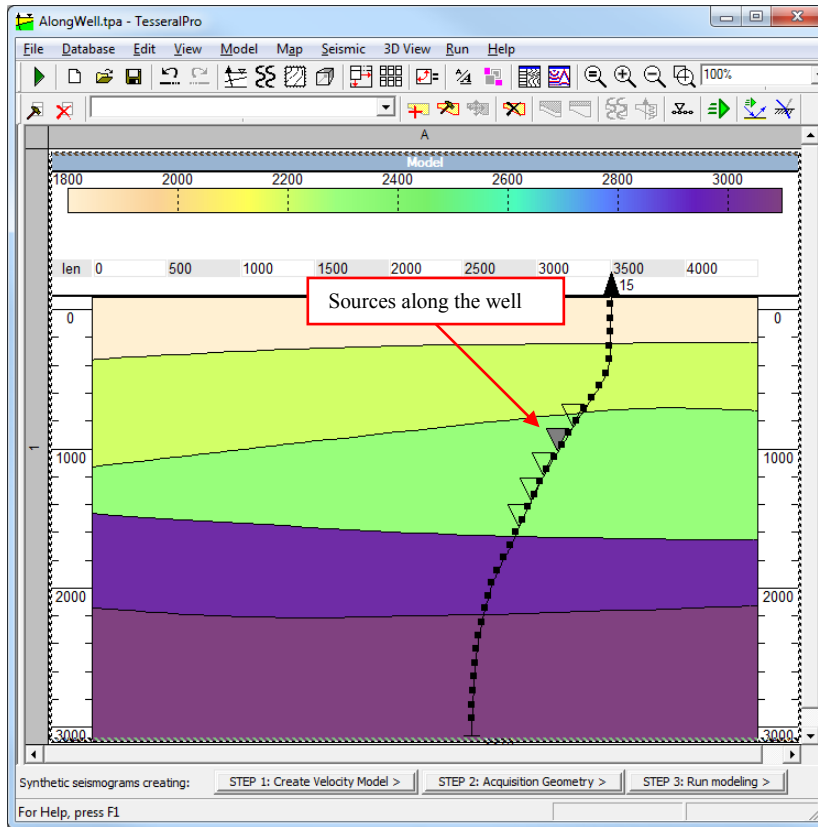 AlongWell.tpa - TesseralPro
File Database Edit View Model Map Seismic 3D View Run Help
100%
A
Model
1800 2000 2200 2400 2600 2800 3000
len 0 500 1000 1500 2000 2500 3000 3500 4000
15
Sources along the well
0 0
1
1000 1000
2000 2000
3000 3000
Synthetic seismograms creating: STEP 1: Create Velocity Model > STEP 2: Acquisition Geometry > STEP 3: Run modeling >
For Help, press F1